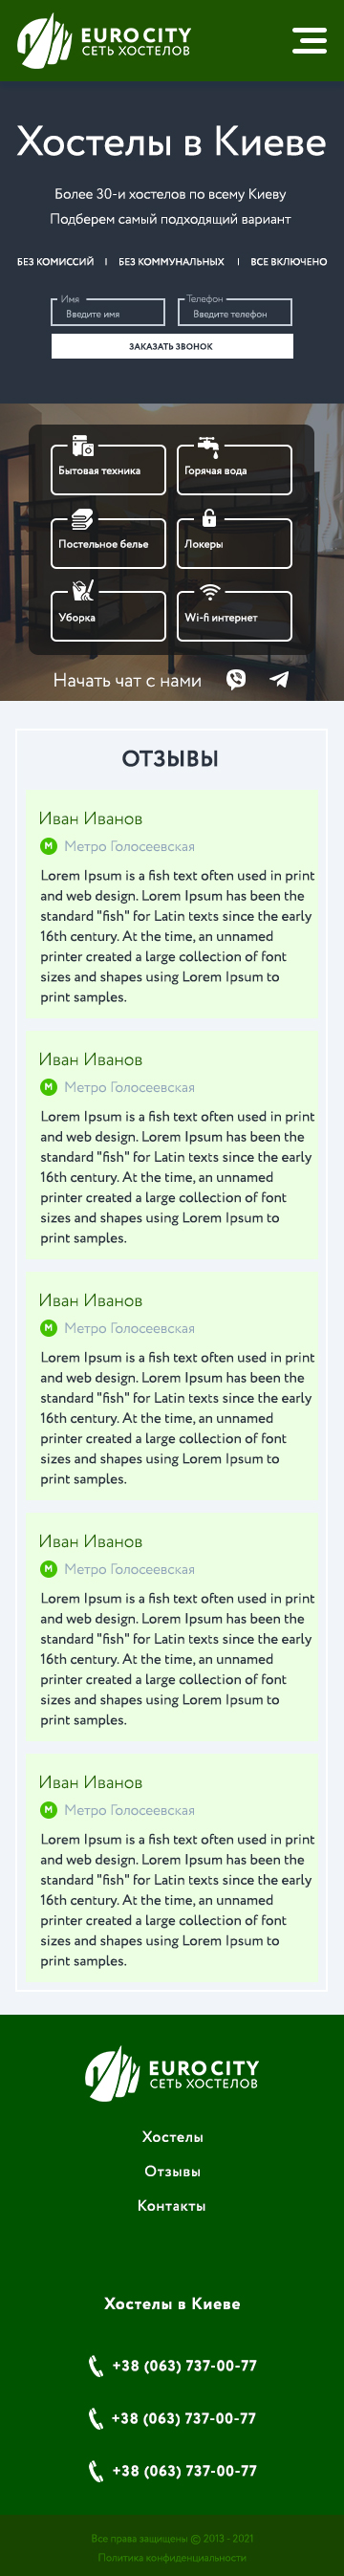 EUROCITY
СЕТЬ ХОСТЕЛОВ
Хостелы в Киеве
Более 30-и хостелов по всему Киеву
Подберем самый подходящий вариант
БЕЗ КОМИССИЙ | БЕЗ КОММУНАЛЬНЫХ | ВСЕ ВКЛЮЧЕНО
Имя Телефон
Введите имя Введите телефон
ЗАКАЗАТЬ ЗВОНОК
Бытовая техника Горячая вода
Постельное белье Локеры
Уборка Wi-fi интернет
Начать чат с нами
ОТЗЫВЫ
Иван Иванов
М Метро Голосеевская
Lorem Ipsum is a fish text often used in print
and web design. Lorem Ipsum has been the
standard "fish" for Latin texts since the early
16th century. At the time, an unnamed
printer created a large collection of font
sizes and shapes using Lorem Ipsum to
print samples.
Иван Иванов
М Метро Голосеевская
Lorem Ipsum is a fish text often used in print
and web design. Lorem Ipsum has been the
standard "fish" for Latin texts since the early
16th century. At the time, an unnamed
printer created a large collection of font
sizes and shapes using Lorem Ipsum to
print samples.
Иван Иванов
М Метро Голосеевская
Lorem Ipsum is a fish text often used in print
and web design. Lorem Ipsum has been the
standard "fish" for Latin texts since the early
16th century. At the time, an unnamed
printer created a large collection of font
sizes and shapes using Lorem Ipsum to
print samples.
Иван Иванов
М Метро Голосеевская
Lorem Ipsum is a fish text often used in print
and web design. Lorem Ipsum has been the
standard "fish" for Latin texts since the early
16th century. At the time, an unnamed
printer created a large collection of font
sizes and shapes using Lorem Ipsum to
print samples.
Иван Иванов
М Метро Голосеевская
Lorem Ipsum is a fish text often used in print
and web design. Lorem Ipsum has been the
standard "fish" for Latin texts since the early
16th century. At the time, an unnamed
printer created a large collection of font
sizes and shapes using Lorem Ipsum to
print samples.
EUROCITY
СЕТЬ ХОСТЕЛОВ
Хостелы
Отзывы
Контакты
Хостелы в Киеве
+38 (063) 737-00-77
+38 (063) 737-00-77
+38 (063) 737-00-77
Все права защищены © 2013 - 2021
Политика конфиденциальности